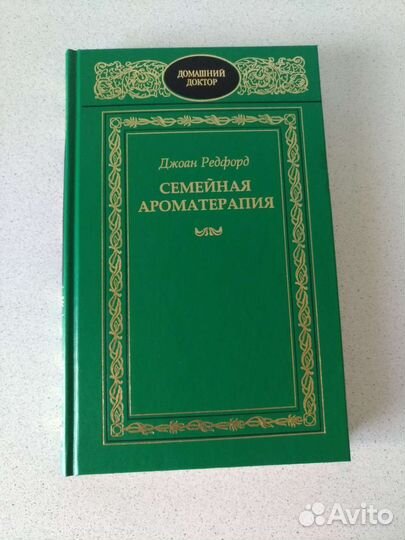 ДОМАШНИЙ
ДОКТОР
Джоан Редфорд
СЕМЕЙНАЯ
АРОМАТЕРАПИЯ
Avito